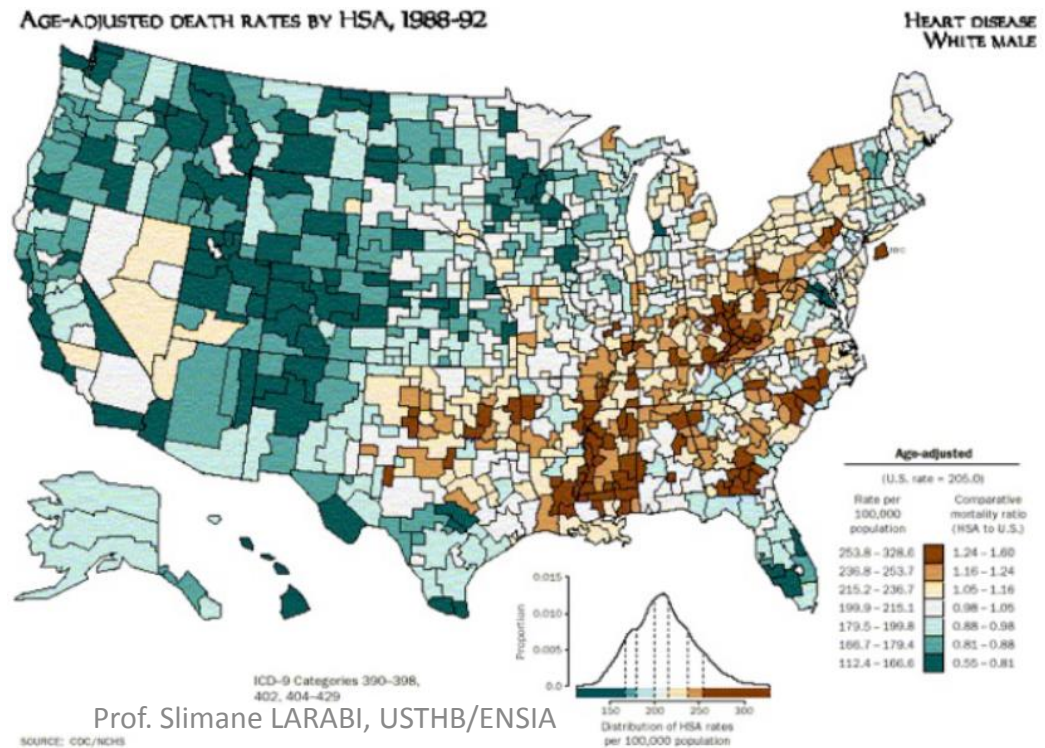 AGE-ADJUSTED DEATH RATES BY HSA, 1988-92
HEART DISEASE
WHITE MALE
Age-adjusted
(U.S. rate = 205.0)
Rate per
100,000
population
Comparative
mortality ratio
(HSA to U.S.)
253.8 – 328.6 1.24 – 1.60
236.8 – 253.7 1.16 – 1.24
215.2 – 236.7 1.05 – 1.16
199.9 – 215.1 0.98 – 1.05
179.5 – 199.8 0.88 – 0.98
166.7 – 179.4 0.81 – 0.88
112.4 – 166.6 0.55 – 0.81
0.015
0.010
0.005
0.0
Proportion
150 200 250 300
Distribution of HSA rates
per 100,000 population
ICD-9 Categories 390–398,
402, 404–429
Prof. Slimane LARABI, USTHB/ENSIA
SOURCE: CDC/NCHS